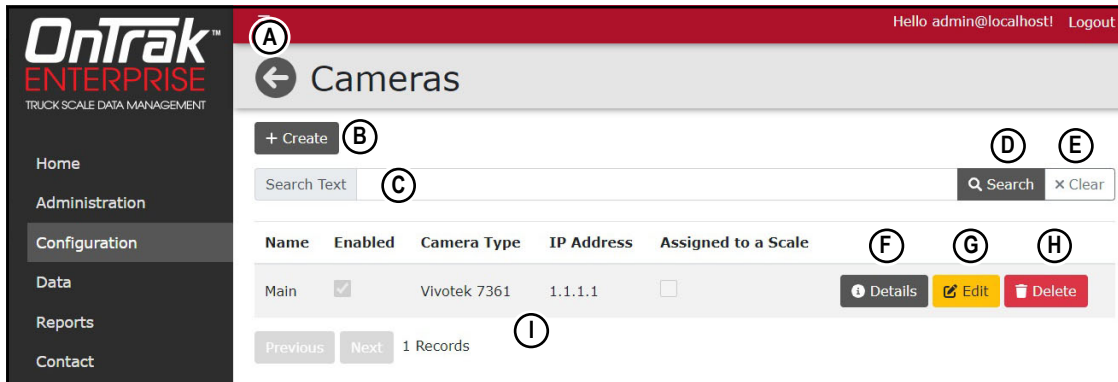 OnTrak™
ENTERPRISE
TRUCK SCALE DATA MANAGEMENT
Home
Administration
Configuration
Data
Reports
Contact
Hello admin@localhost! Logout
A
Cameras
+ Create B
D E
Search Text C Search × Clear
Name Enabled Camera Type IP Address Assigned to a Scale
F G H
Main Vivotek 7361 1.1.1.1 Details Edit Delete
I
Previous Next 1 Records